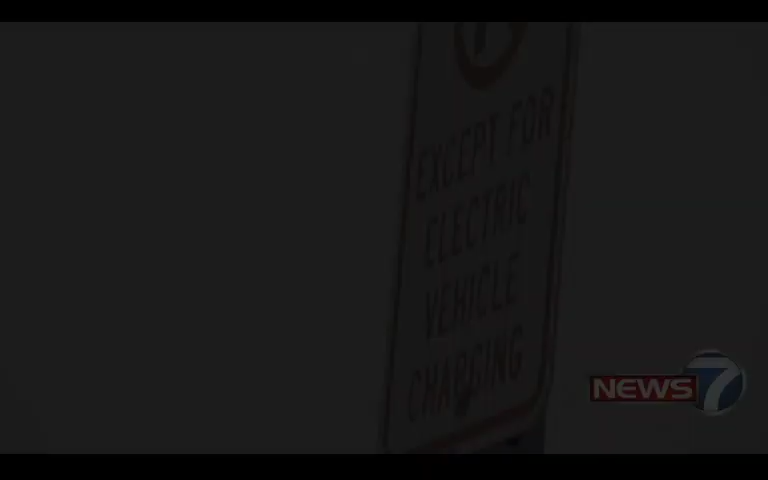 EXCEPT FOR
ELECTRIC
VEHICLE
CHARGING
NEWS 7